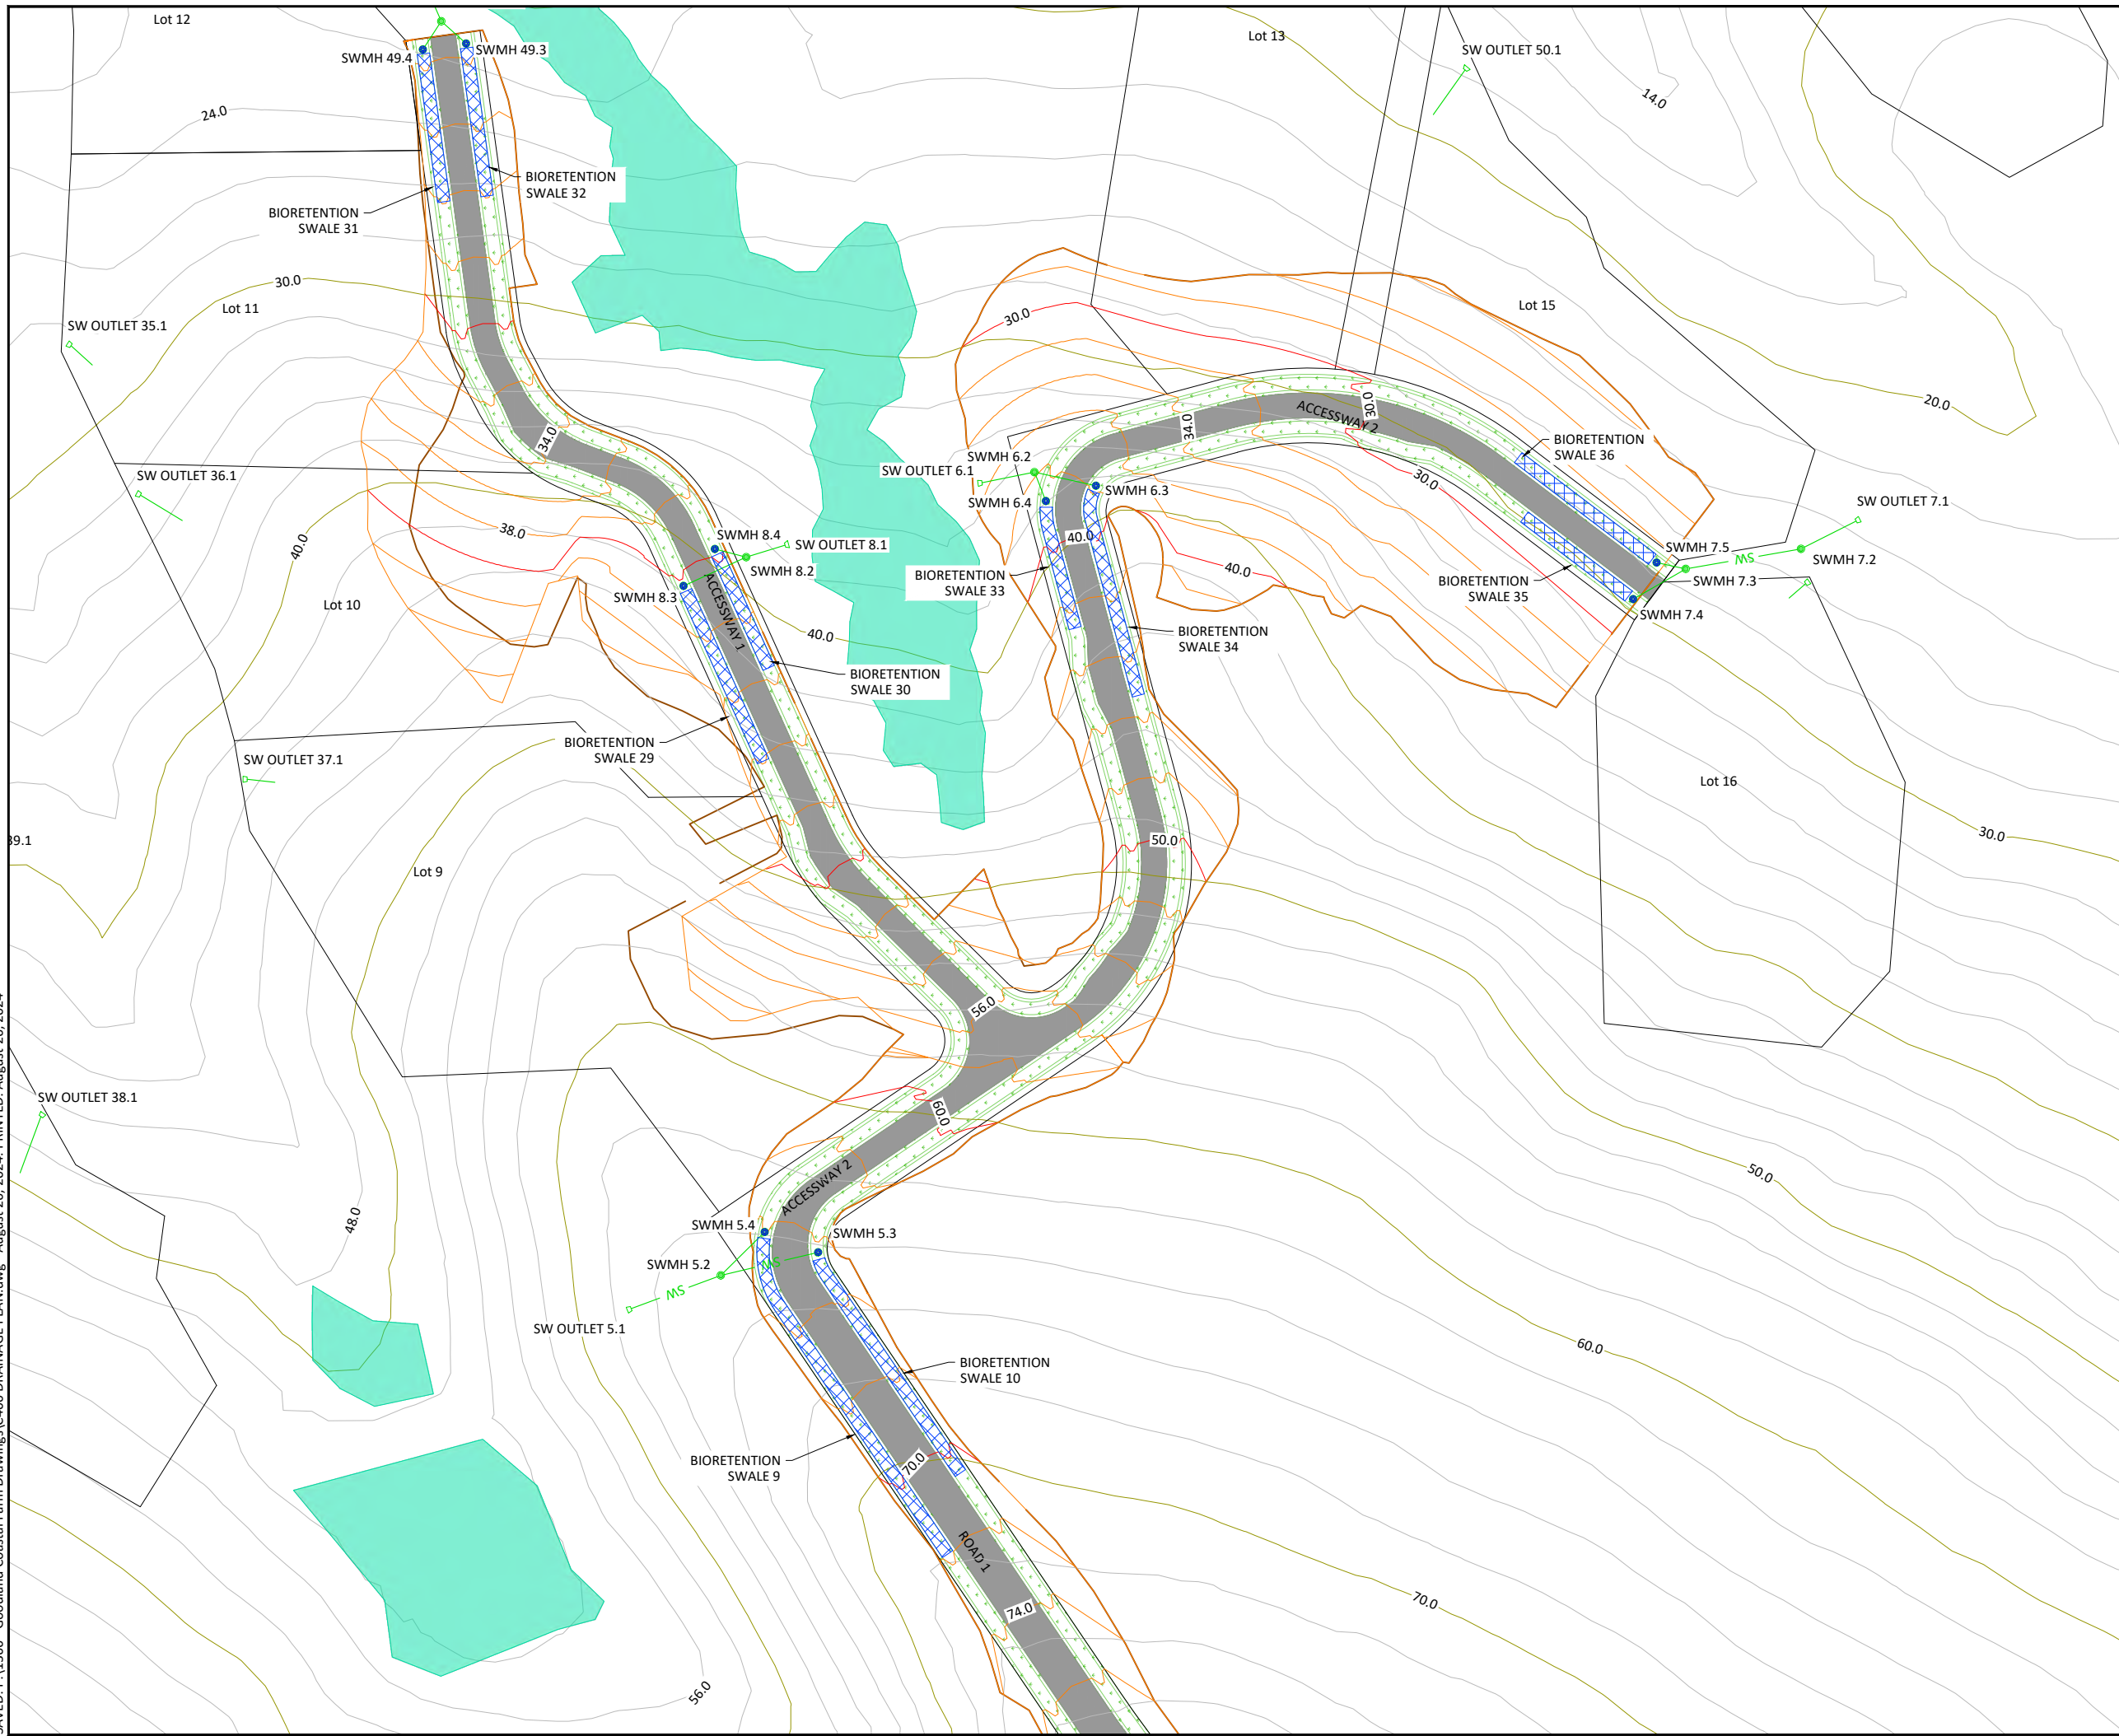 Lot 12
Lot 13
SWMH 49.4
SWMH 49.3
SW OUTLET 50.1
14.0
24.0
BIORETENTION
SWALE 32
BIORETENTION
SWALE 31
30.0
Lot 11
SW OUTLET 35.1
30.0
Lot 15
34.0
34.0
30.0
ACCESSWAY 2
20.0
SW OUTLET 36.1
SWMH 6.2
SW OUTLET 6.1
SWMH 6.4
SWMH 6.3
BIORETENTION
SWALE 36
30.0
SW OUTLET 7.1
38.0
40.0
SWMH 8.4
SW OUTLET 8.1
SWMH 8.2
SWMH 8.3
ACCESSWAY 1
40.0
40.0
SWMH 7.5
SW
SWMH 7.2
SWMH 7.3
SWMH 7.4
BIORETENTION
SWALE 33
BIORETENTION
SWALE 35
Lot 10
40.0
BIORETENTION
SWALE 34
BIORETENTION
SWALE 30
BIORETENTION
SWALE 29
SW OUTLET 37.1
Lot 16
39.1
50.0
30.0
Lot 9
56.0
SW OUTLET 38.1
60.0
50.0
ACCESSWAY 2
48.0
SWMH 5.4
SWMH 5.3
SWMH 5.2
SW
SW
SW OUTLET 5.1
60.0
BIORETENTION
SWALE 10
BIORETENTION
SWALE 9
70.0
ROAD 1
74.0
70.0
56.0